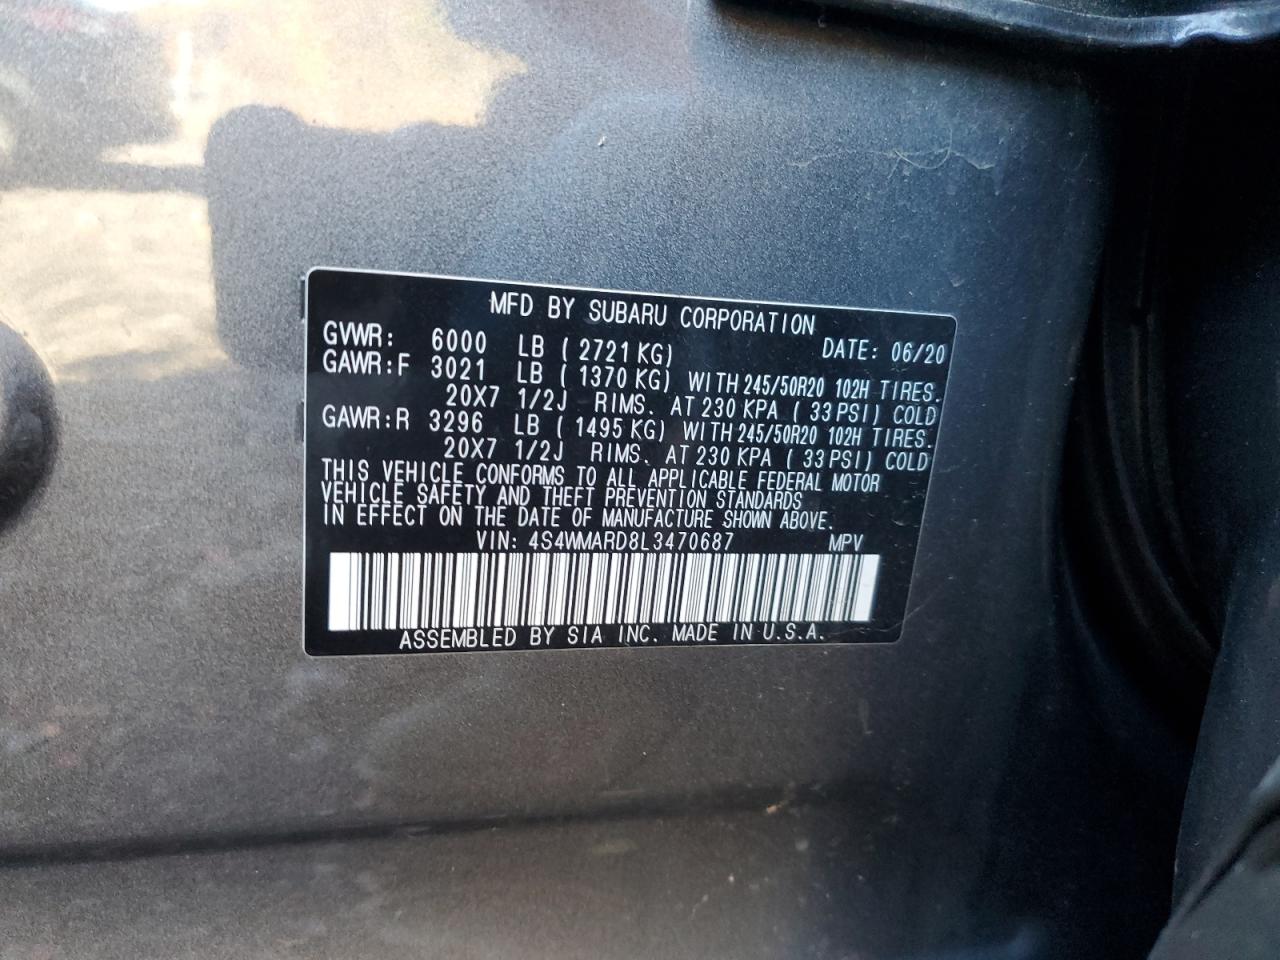 MFD BY SUBARU CORPORATION
GVWR: 6000 LB ( 2721 KG) DATE: 06/20
GAWR:F 3021 LB ( 1370 KG) WITH 245/50R20 102H TIRES.
20X7 1/2J RIMS. AT 230 KPA ( 33 PSI) COLD
GAWR:R 3296 LB ( 1495 KG) WITH 245/50R20 102H TIRES.
20X7 1/2J RIMS. AT 230 KPA ( 33 PSI) COLD
THIS VEHICLE CONFORMS TO ALL APPLICABLE FEDERAL MOTOR
VEHICLE SAFETY AND THEFT PREVENTION STANDARDS
IN EFFECT ON THE DATE OF MANUFACTURE SHOWN ABOVE.
VIN: 4S4WMARD8L3470687 MPV
ASSEMBLED BY SIA INC. MADE IN U.S.A.